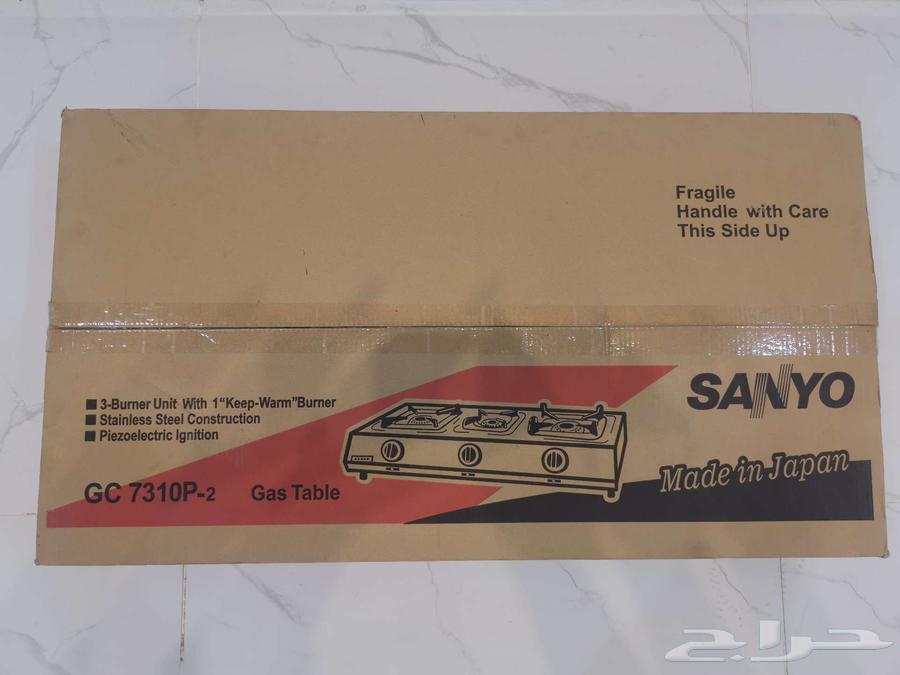 Fragile
Handle with Care
This Side Up
SANYO
■ 3-Burner Unit With 1"Keep-Warm"Burner
■ Stainless Steel Construction
■ Piezoelectric Ignition
GC 7310P-2 Gas Table
Made in Japan
حراج